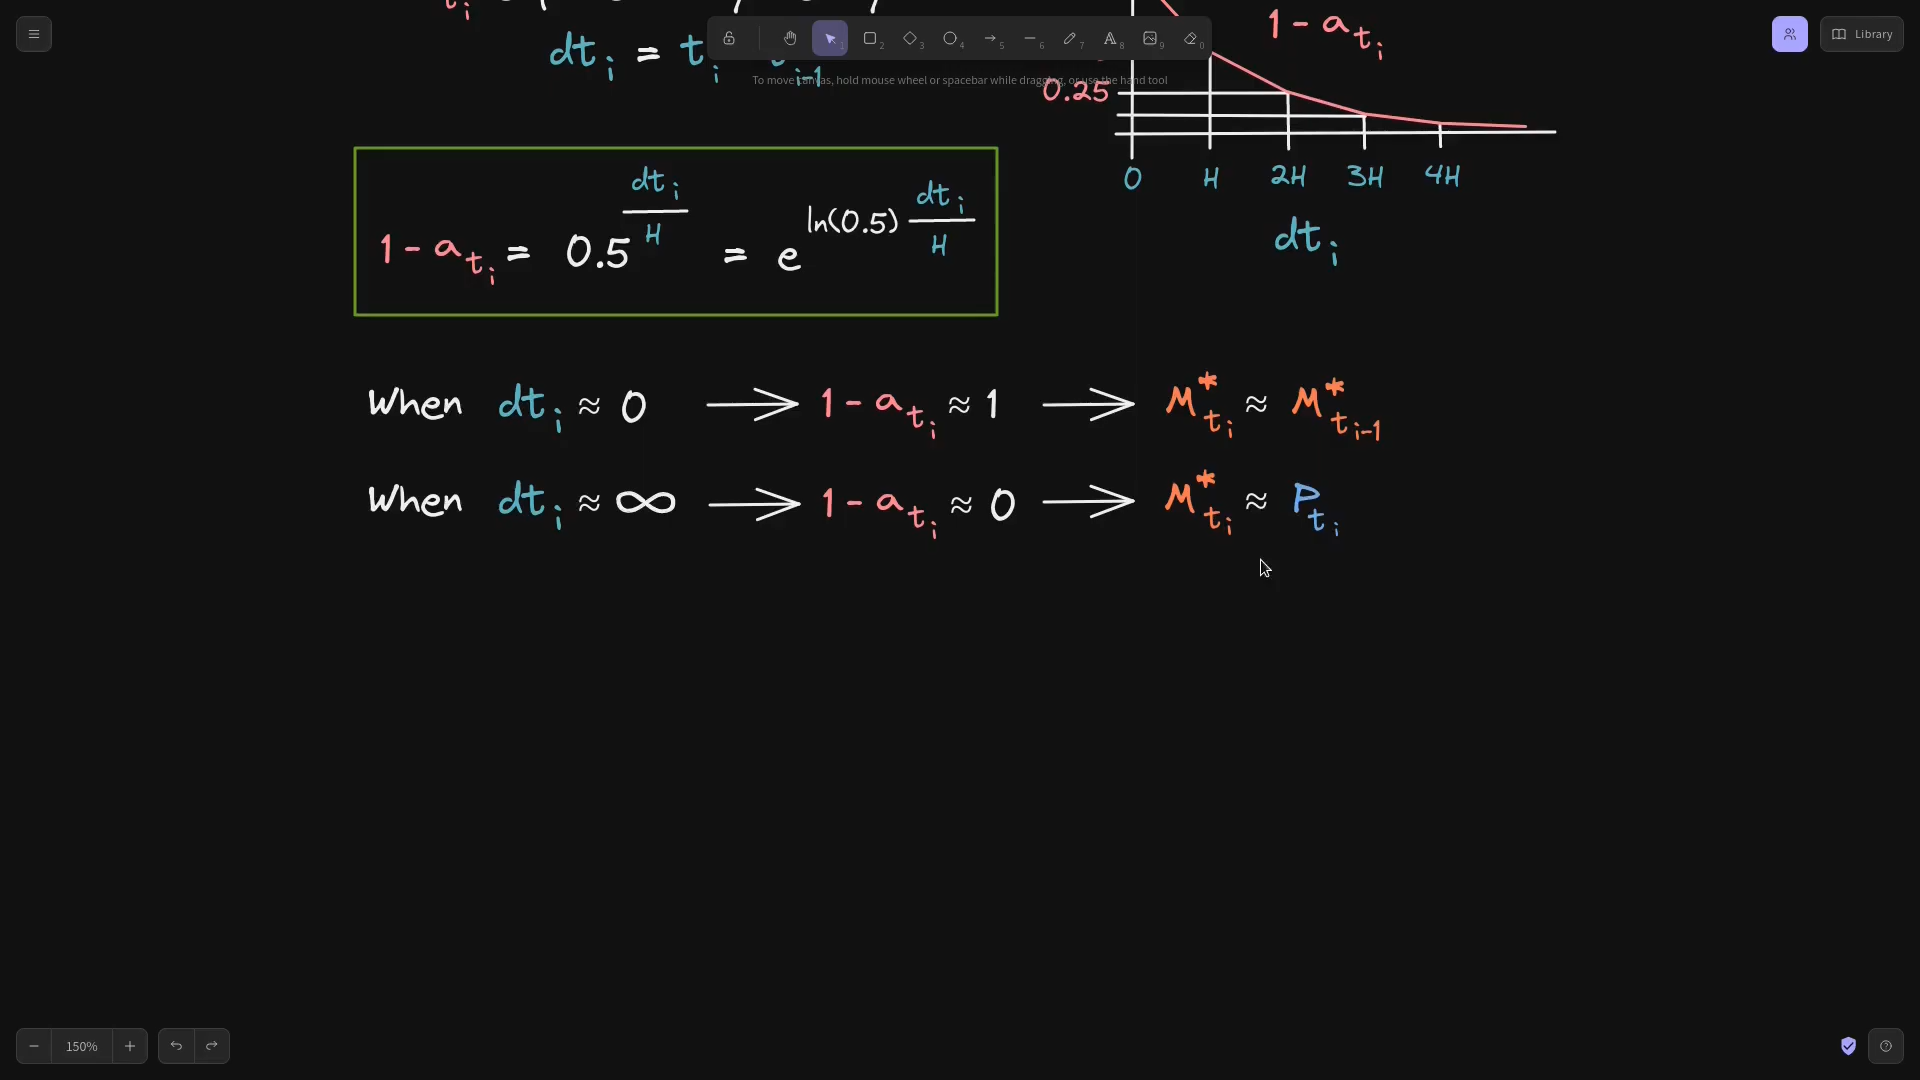 1 - a_{t_i}
Library
dt_i = t_i t_{i-1}
To move canvas, hold mouse wheel or spacebar while dragging, or use the hand tool
0.25
0 H 2H 3H 4H
dt_i
1 - a_{t_i} = 0.5^{dt_i/H} = e^{ln(0.5) dt_i/H}
When dt_i ≈ 0 → 1 - a_{t_i} ≈ 1 → M*_{t_i} ≈ M*_{t_{i-1}}
When dt_i ≈ ∞ → 1 - a_{t_i} ≈ 0 → M*_{t_i} ≈ P_{t_i}
150%